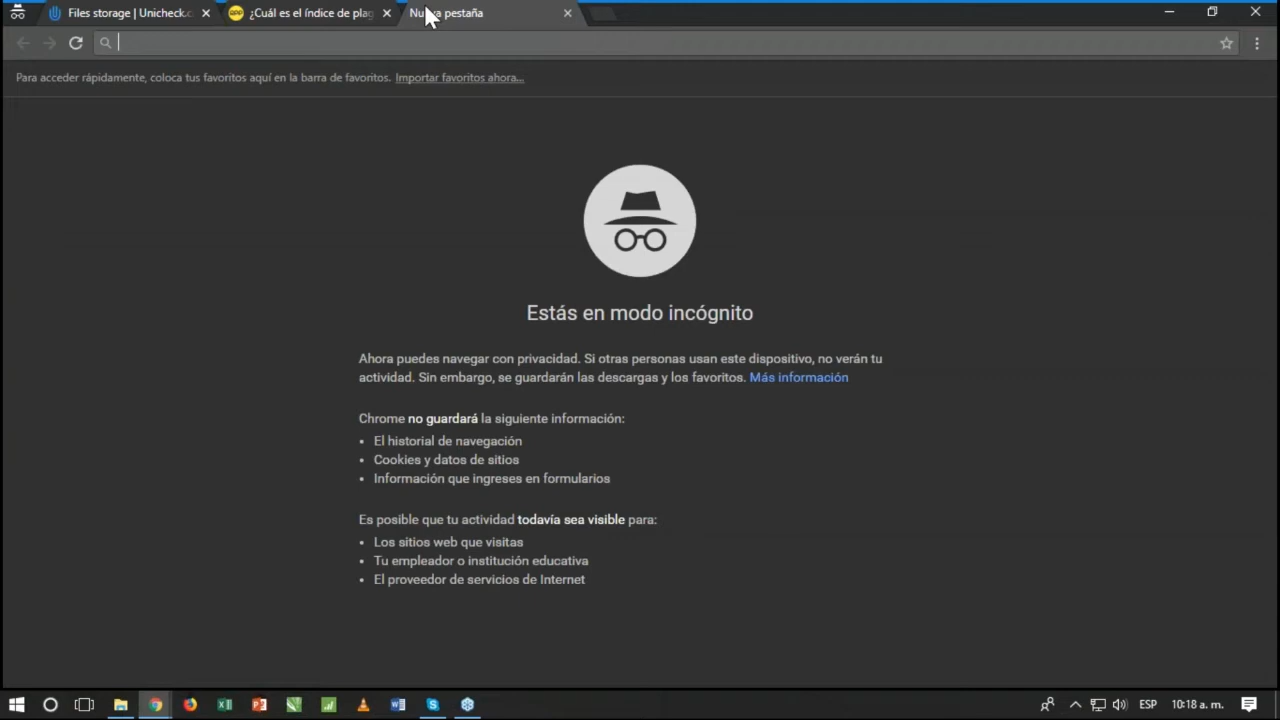 Files storage | Unicheck.c
¿Cuál es el índice de plag
pestaña
Para acceder rápidamente, coloca tus favoritos aquí en la barra de favoritos. Importar favoritos ahora...
Estás en modo incógnito
Ahora puedes navegar con privacidad. Si otras personas usan este dispositivo, no verán tu
actividad. Sin embargo, se guardarán las descargas y los favoritos. Más información
Chrome no guardará la siguiente información:
• El historial de navegación
• Cookies y datos de sitios
• Información que ingreses en formularios
Es posible que tu actividad todavía sea visible para:
• Los sitios web que visitas
• Tu empleador o institución educativa
• El proveedor de servicios de Internet
ESP
10:18 a. m.